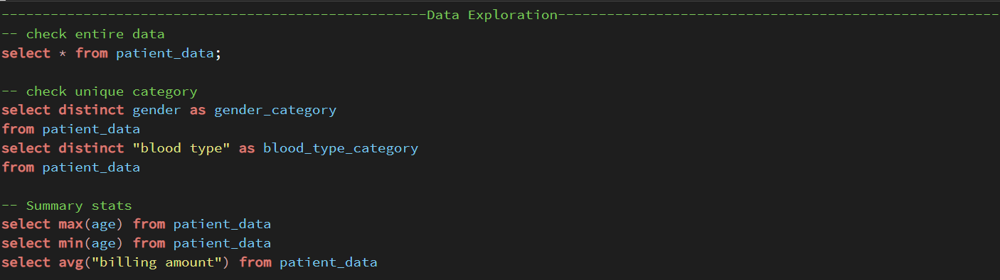 ----------------------------------------------------Data Exploration------------------------------------------------------
-- check entire data
select * from patient_data;
-- check unique category
select distinct gender as gender_category
from patient_data
select distinct "blood type" as blood_type_category
from patient_data
-- Summary stats
select max(age) from patient_data
select min(age) from patient_data
select avg("billing amount") from patient_data